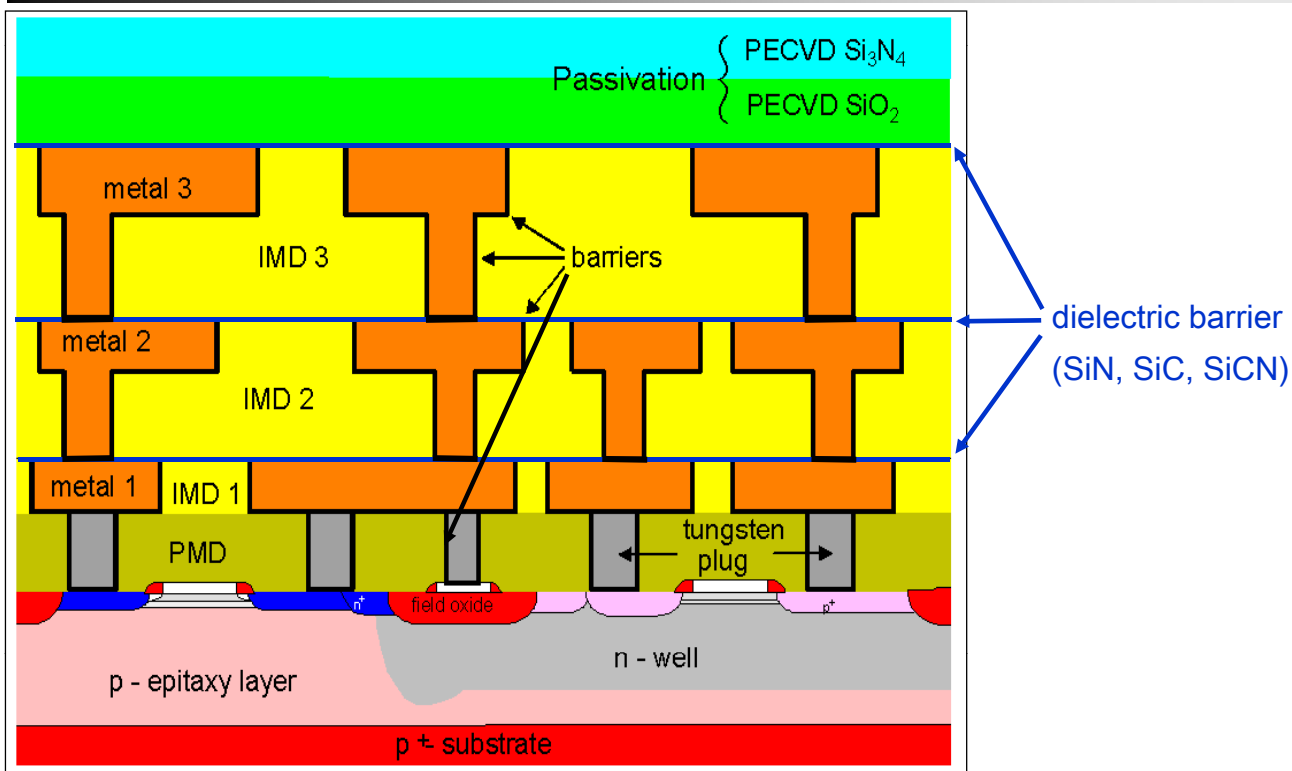 PECVD Si₃N₄
Passivation
PECVD SiO₂
metal 3
IMD 3
barriers
dielectric barrier
(SiN, SiC, SiCN)
metal 2
IMD 2
metal 1
IMD 1
PMD
tungsten
plug
n⁺
field oxide
p⁺
n - well
p - epitaxy layer
p +- substrate